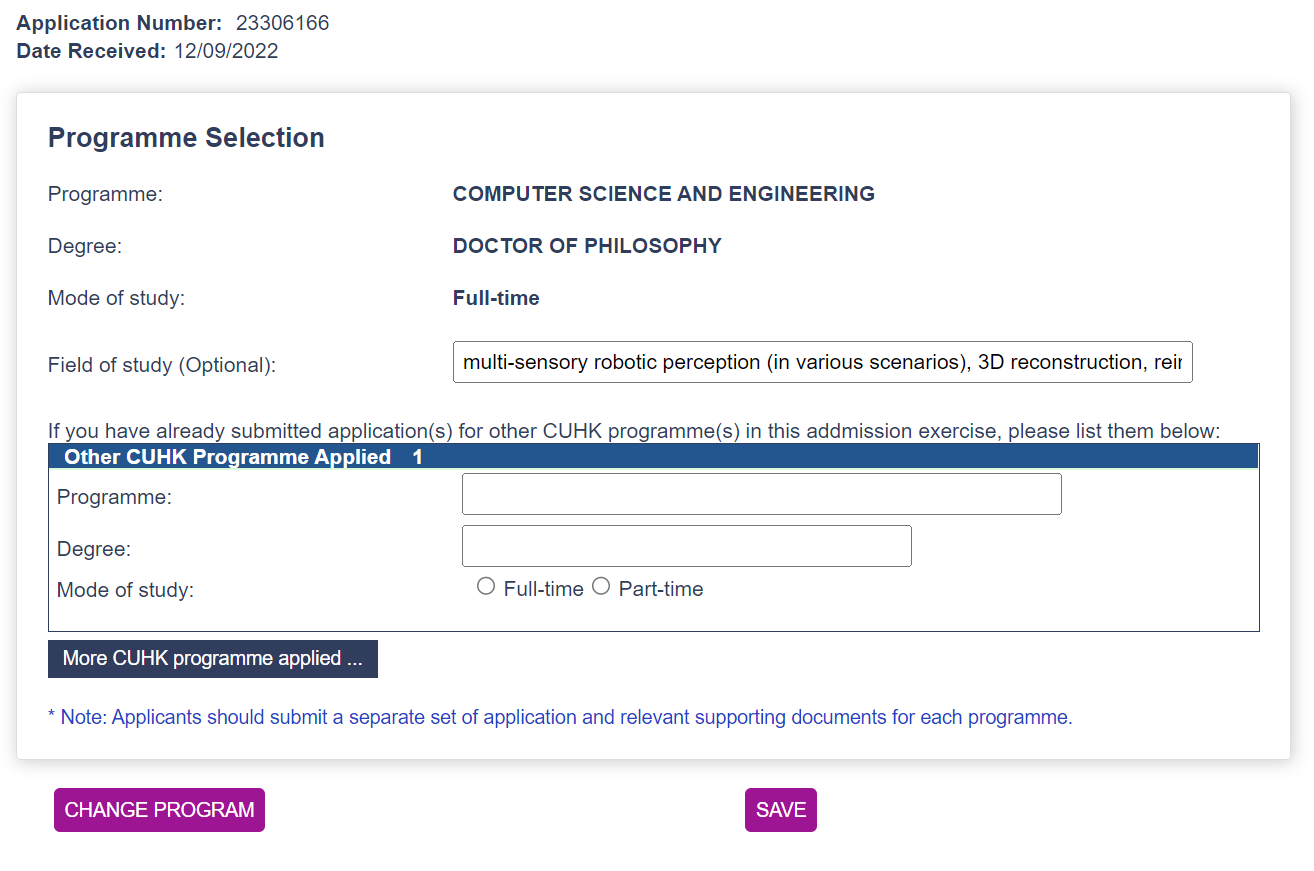 Application Number: 23306166
Date Received: 12/09/2022
Programme Selection
Programme: COMPUTER SCIENCE AND ENGINEERING
Degree: DOCTOR OF PHILOSOPHY
Mode of study: Full-time
Field of study (Optional): multi-sensory robotic perception (in various scenarios), 3D reconstruction,
If you have already submitted application(s) for other CUHK programme(s) in this addmission exercise, please list them below:
Other CUHK Programme Applied 1
Programme:
Degree:
Mode of study: Full-time Part-time
More CUHK programme applied ...
* Note: Applicants should submit a separate set of application and relevant supporting documents for each programme.
CHANGE PROGRAM SAVE